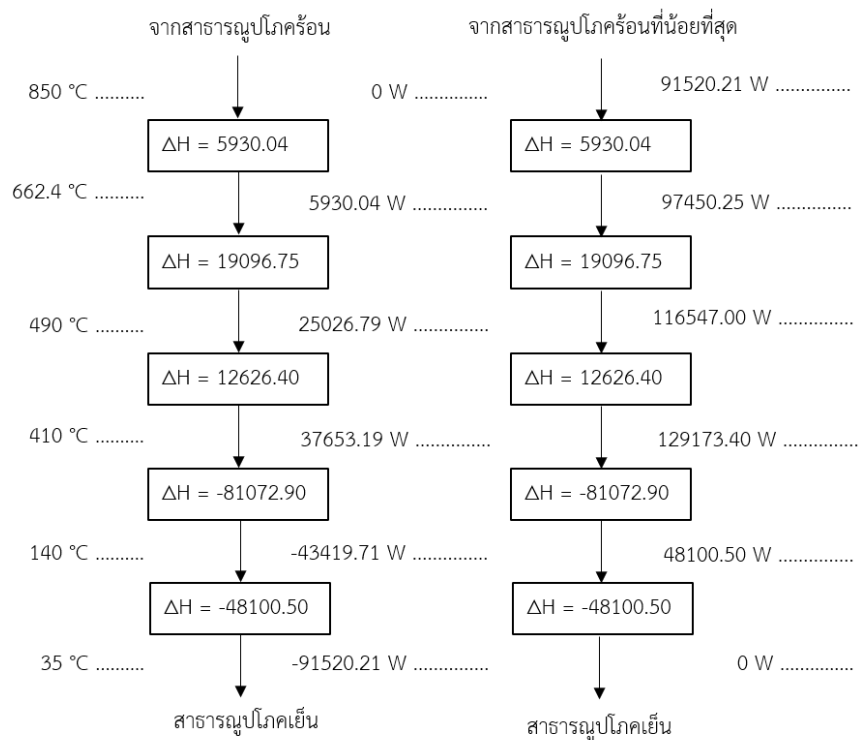 จากสาธารณูปโภคร้อน จากสาธารณูปโภคร้อนที่น้อยที่สุด
850 °C .......... 0 W ............... 91520.21 W ...............
ΔH = 5930.04 ΔH = 5930.04
662.4 °C .......... 5930.04 W ............... 97450.25 W ...............
ΔH = 19096.75 ΔH = 19096.75
490 °C .......... 25026.79 W ............... 116547.00 W ...............
ΔH = 12626.40 ΔH = 12626.40
410 °C .......... 37653.19 W ............... 129173.40 W ...............
ΔH = -81072.90 ΔH = -81072.90
140 °C .......... -43419.71 W ............... 48100.50 W ...............
ΔH = -48100.50 ΔH = -48100.50
35 °C .......... -91520.21 W ............... 0 W ...............
สาธารณูปโภคเย็น สาธารณูปโภคเย็น